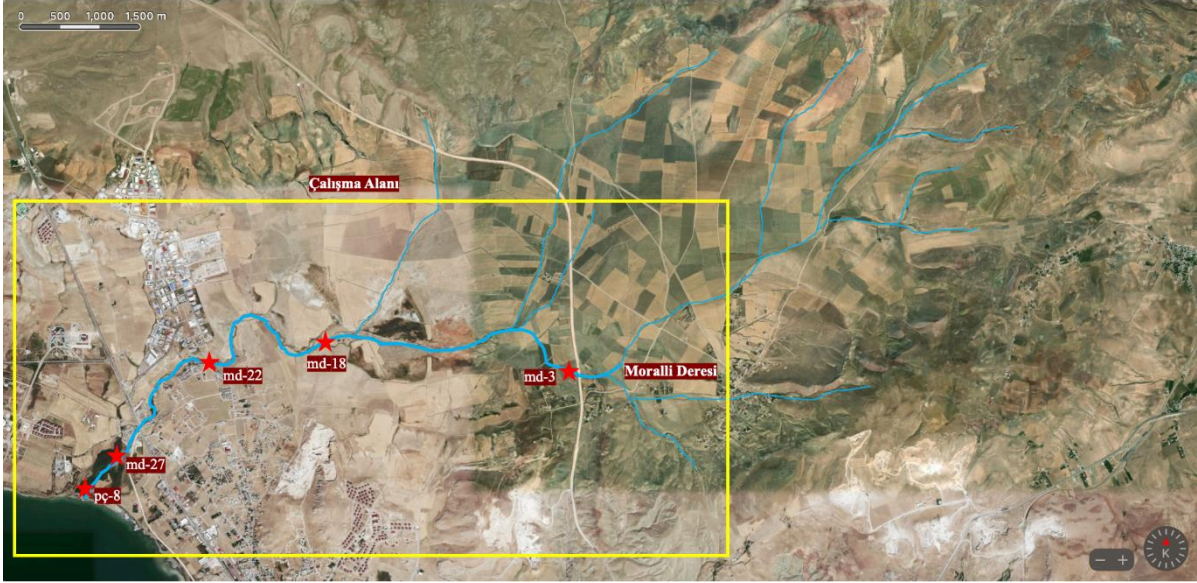 0 500 1,000 1,500 m
Çalışma Alanı
md-18
md-22
md-3
Moralli Deresi
md-27
pç-8
K